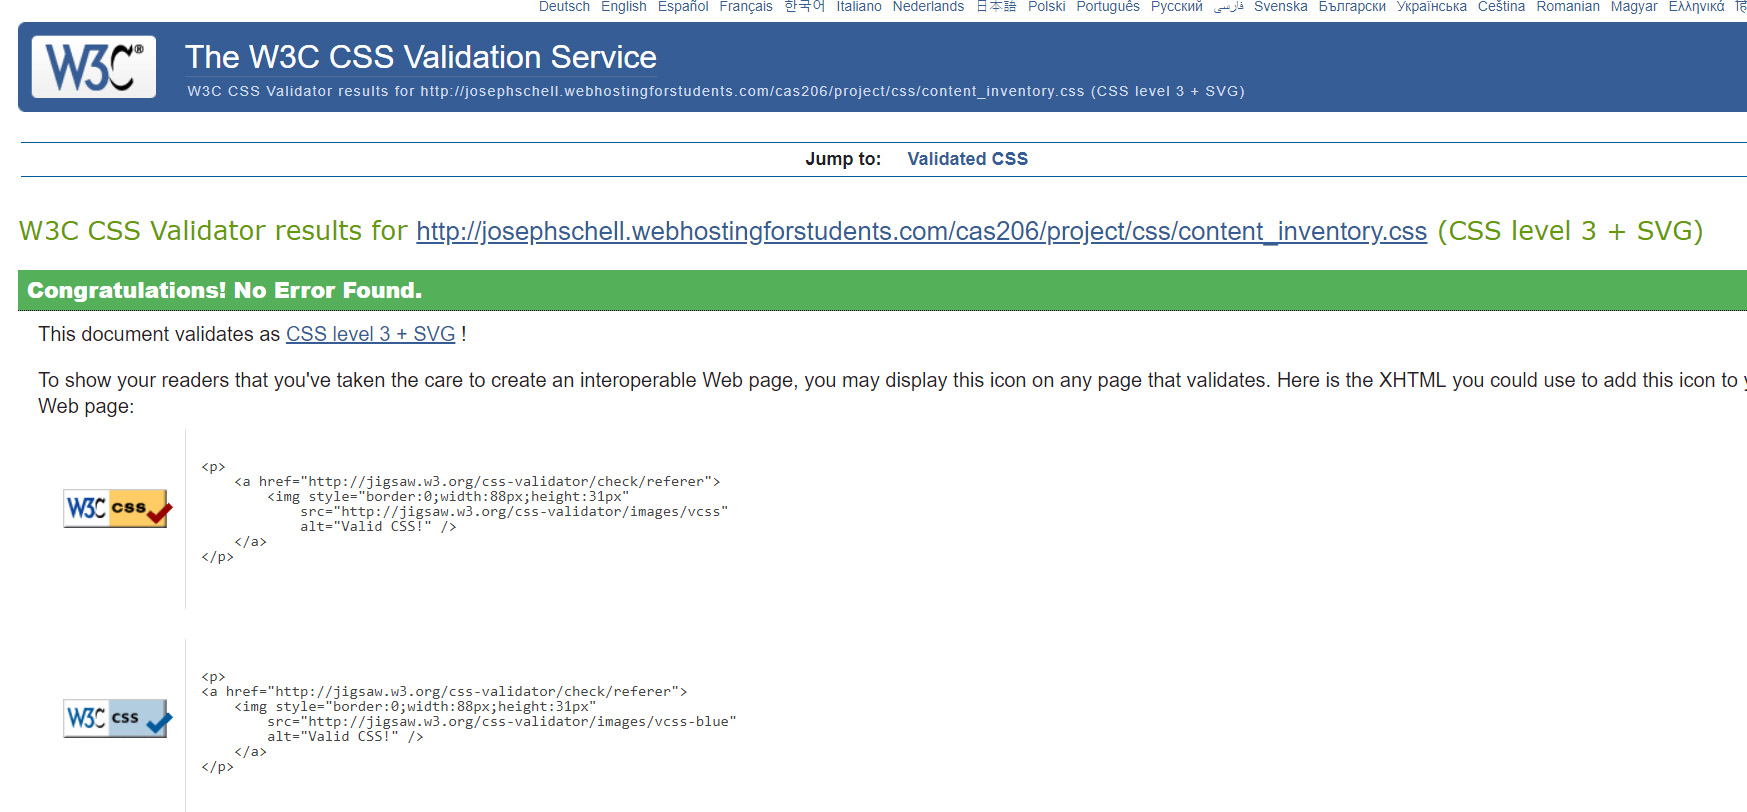 Deutsch English Español Français 한국어 Italiano Nederlands 日本語 Polski Português Русский فارسی Svenska Български Українська Čeština Romanian Magyar Ελληνικά
W3C®
The W3C CSS Validation Service
W3C CSS Validator results for http://josephschell.webhostingforstudents.com/cas206/project/css/content_inventory.css (CSS level 3 + SVG)
Jump to: Validated CSS
W3C CSS Validator results for http://josephschell.webhostingforstudents.com/cas206/project/css/content_inventory.css (CSS level 3 + SVG)
Congratulations! No Error Found.
This document validates as CSS level 3 + SVG !
To show your readers that you've taken the care to create an interoperable Web page, you may display this icon on any page that validates. Here is the XHTML you could use to add this icon to
Web page:
W3C css
<p>
<a href="http://jigsaw.w3.org/css-validator/check/referer">
<img style="border:0;width:88px;height:31px"
src="http://jigsaw.w3.org/css-validator/images/vcss"
alt="Valid CSS!" />
</a>
</p>
W3C css
<p>
<a href="http://jigsaw.w3.org/css-validator/check/referer">
<img style="border:0;width:88px;height:31px"
src="http://jigsaw.w3.org/css-validator/images/vcss-blue"
alt="Valid CSS!" />
</a>
</p>